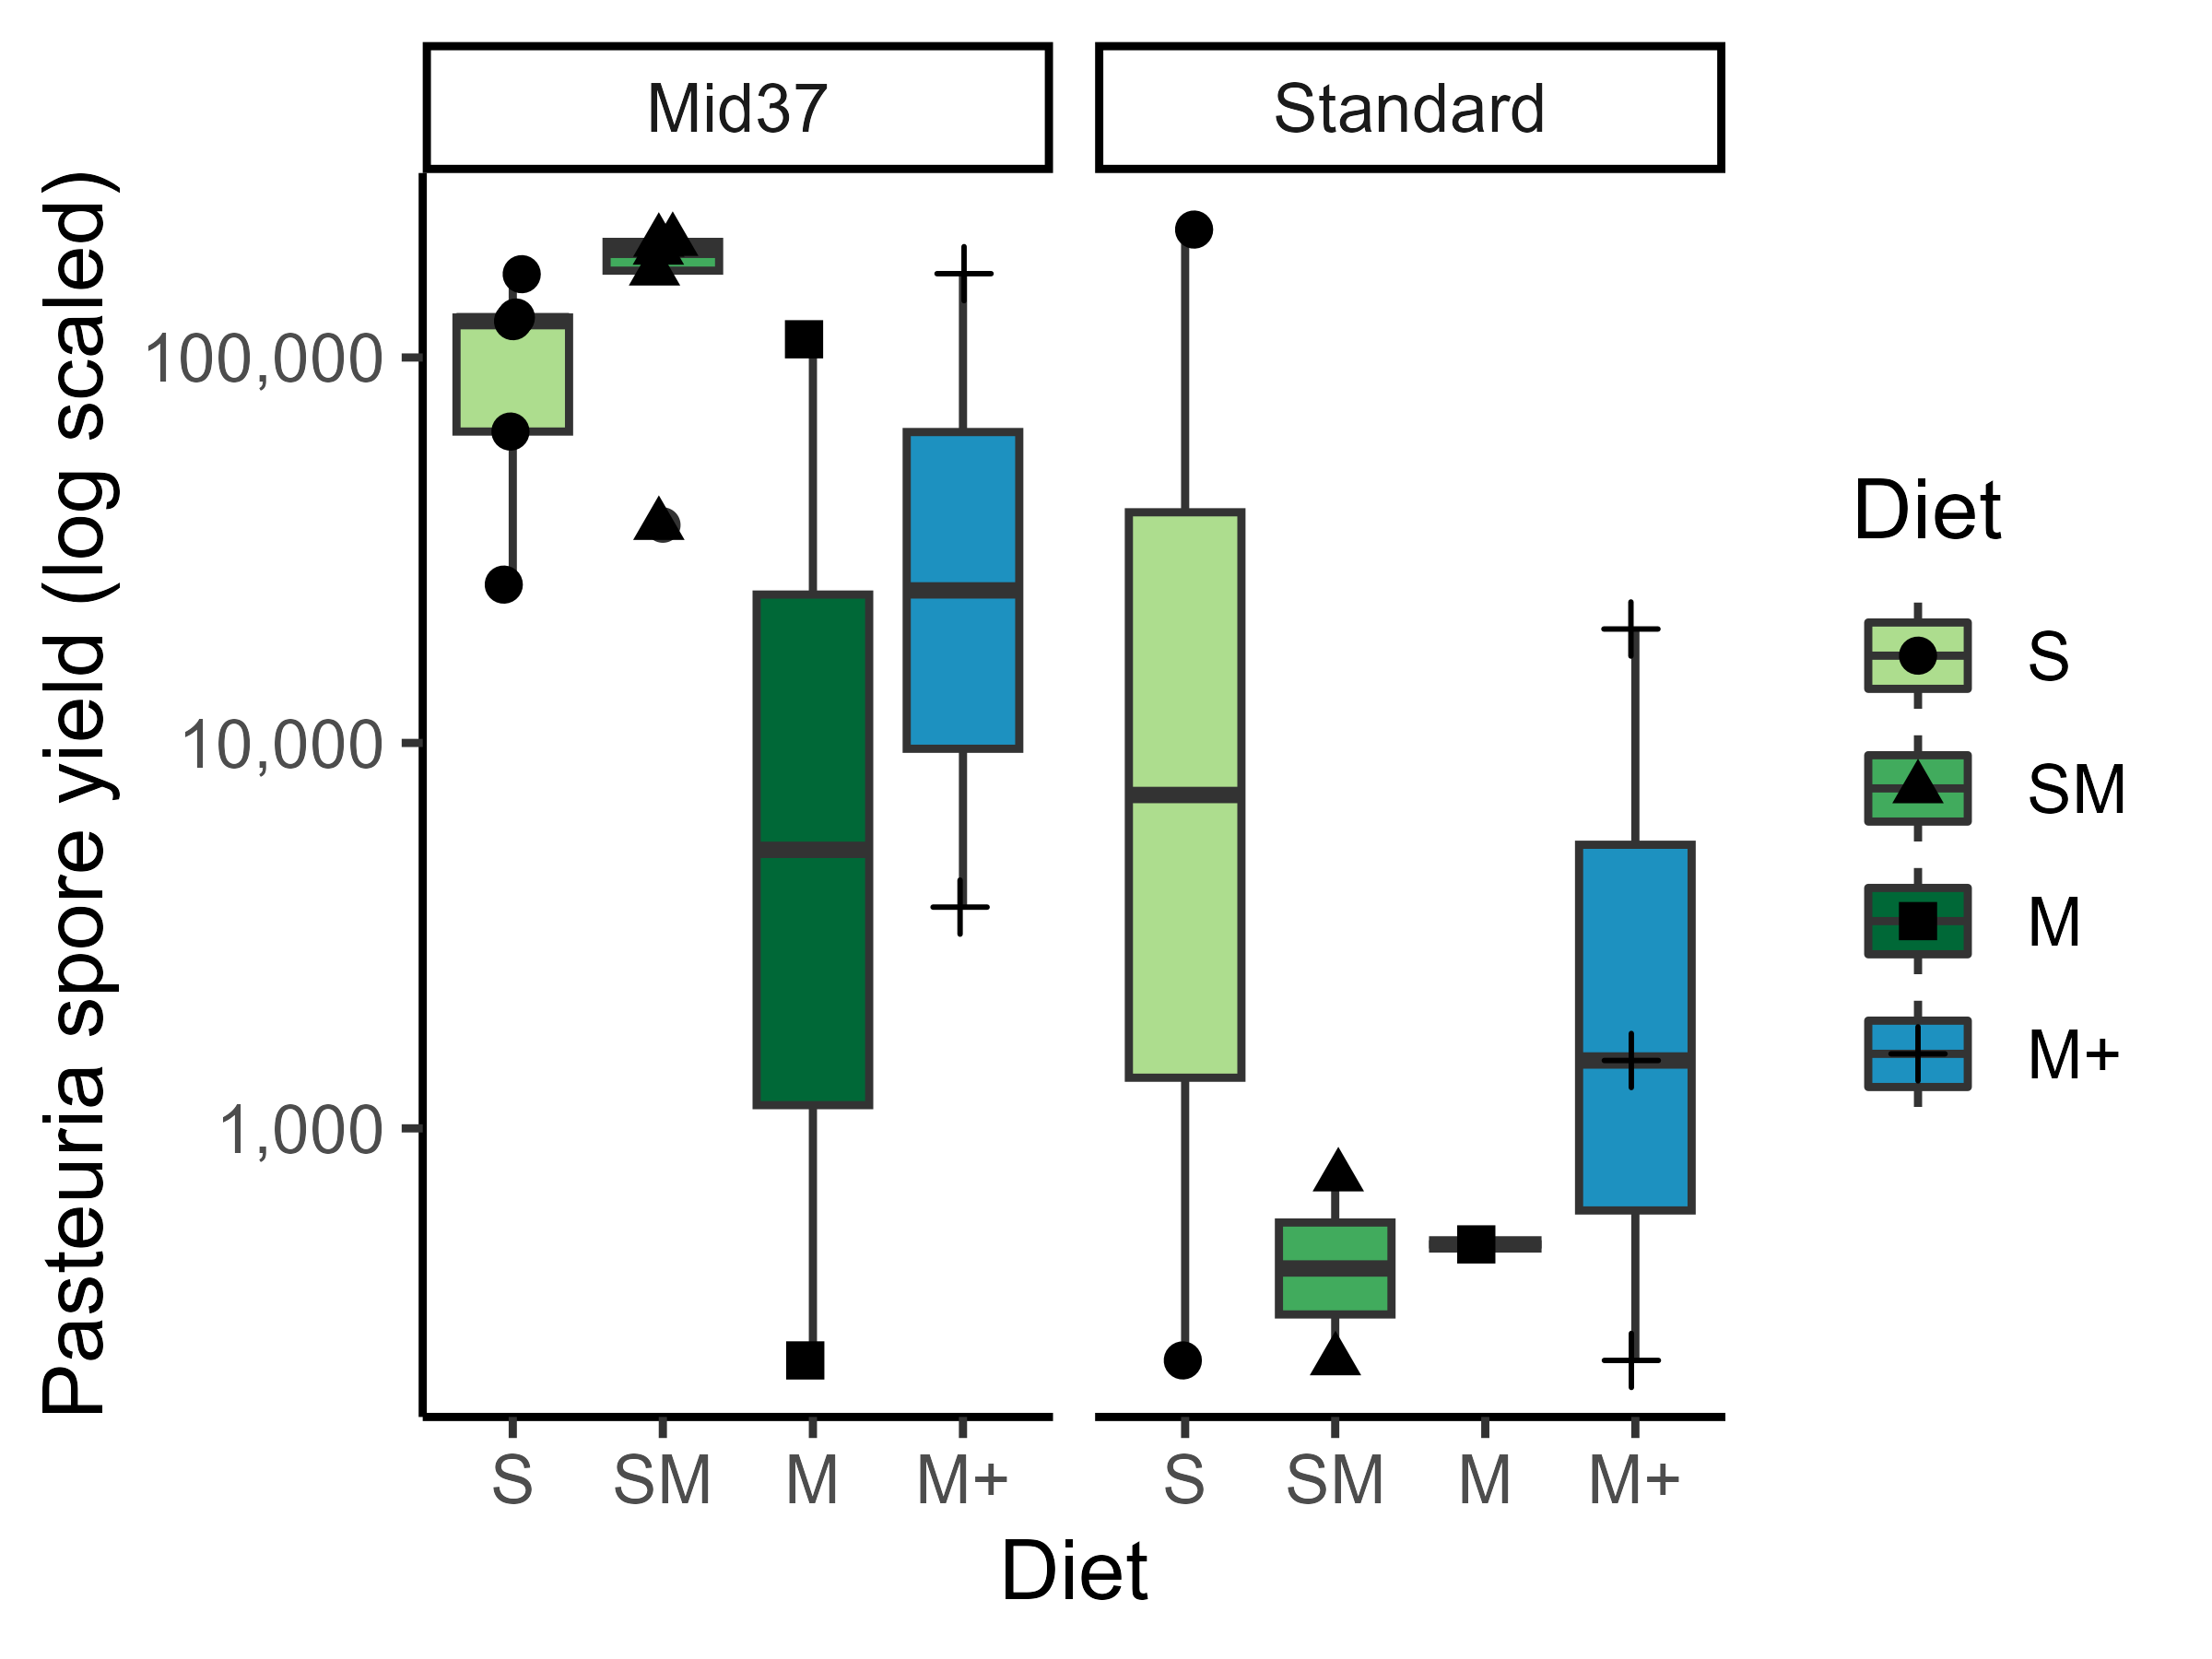 Mid37
Standard
Pasteuria spore yield (log scaled)
100,000
10,000
1,000
S
SM
M
M+
S
SM
M
M+
Diet
Diet
S
SM
M
M+